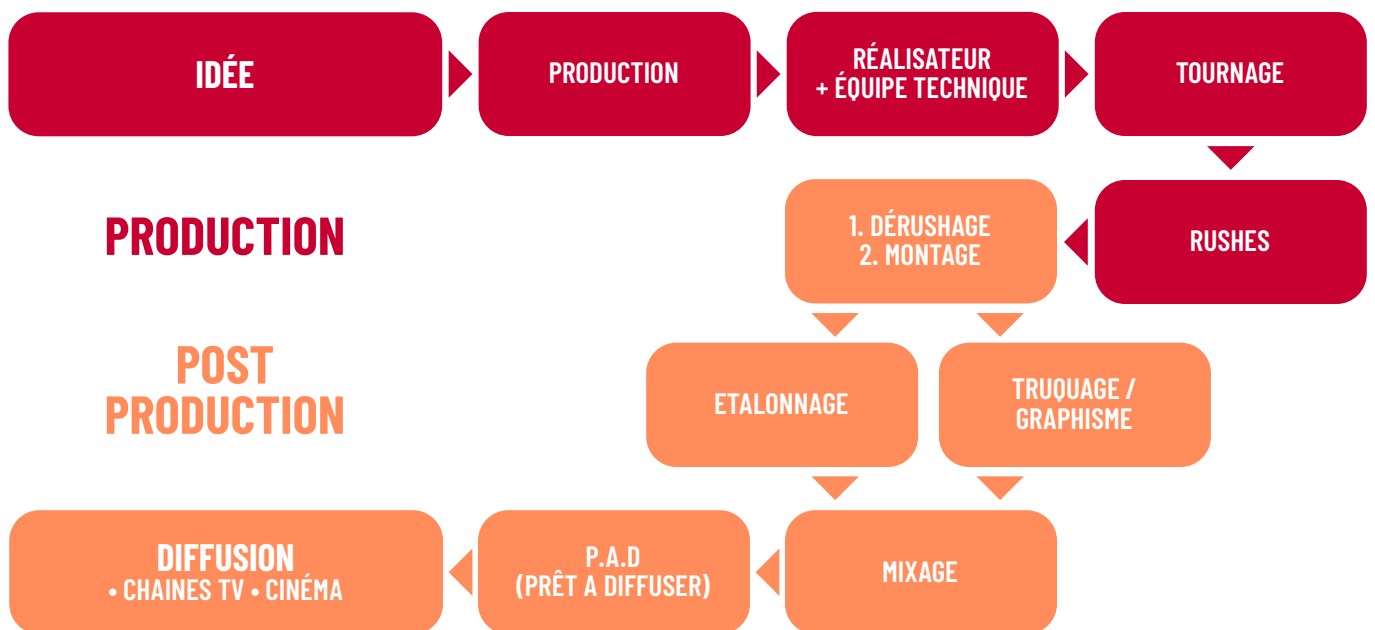 IDÉE
PRODUCTION
RÉALISATEUR
+ ÉQUIPE TECHNIQUE
TOURNAGE
PRODUCTION
1. DÉRUSHAGE
2. MONTAGE
RUSHES
POST
PRODUCTION
ETALONNAGE
TRUQUAGE /
GRAPHISME
DIFFUSION
• CHAINES TV • CINÉMA
P.A.D
(PRÊT A DIFFUSER)
MIXAGE